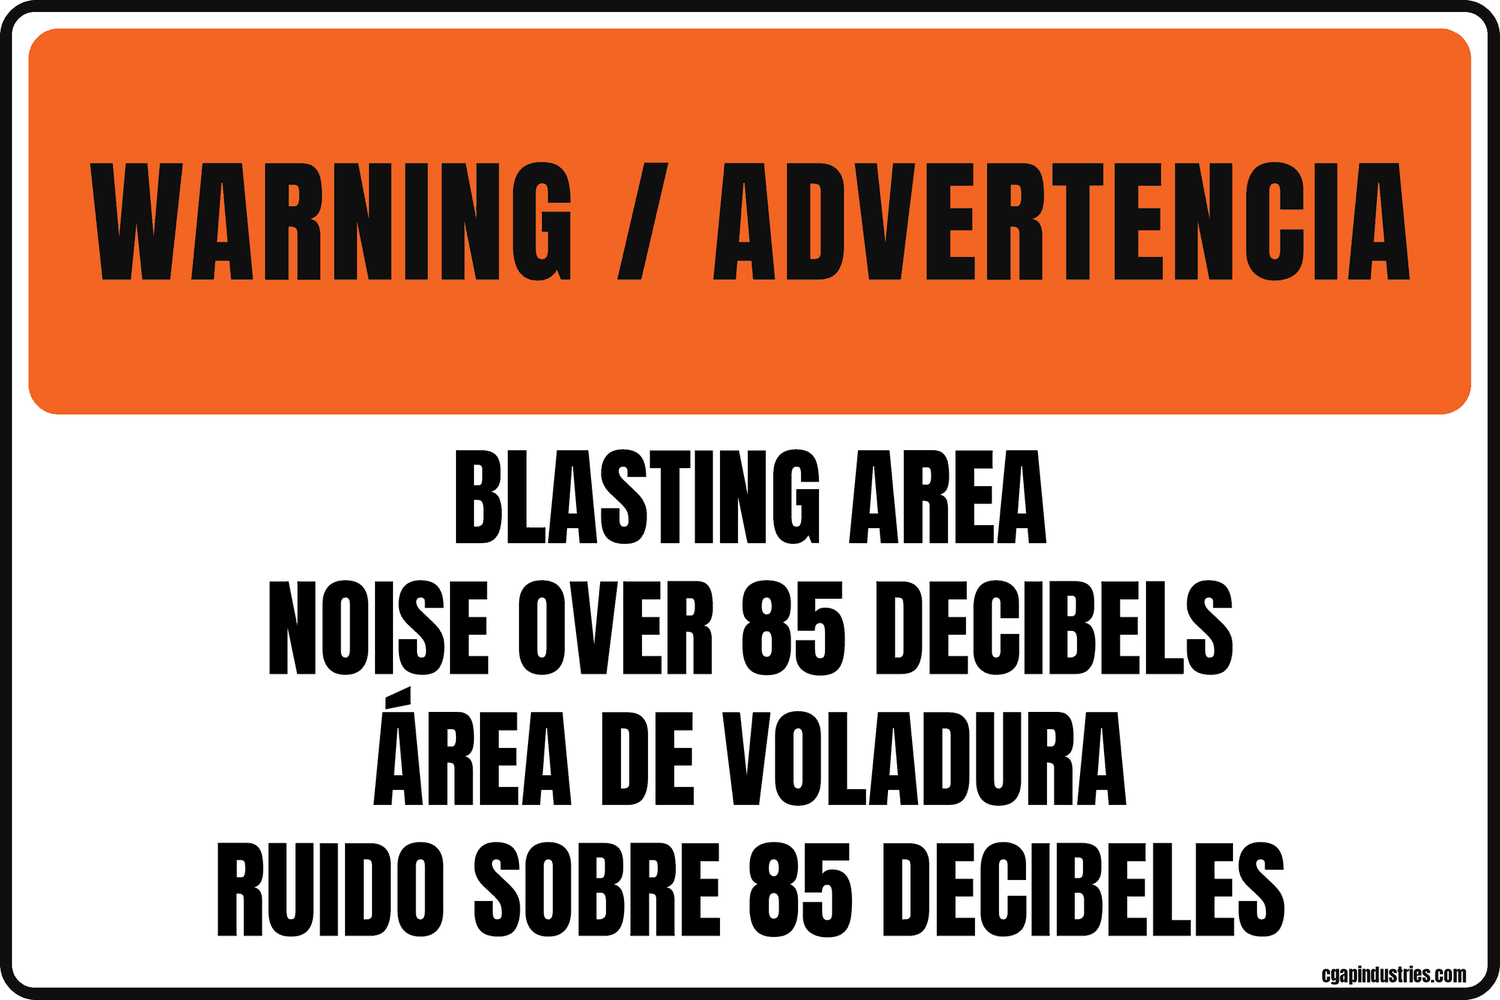 WARNING / ADVERTENCIA
BLASTING AREA
NOISE OVER 85 DECIBELS
ÁREA DE VOLADURA
RUIDO SOBRE 85 DECIBELES
cgapindustries.com